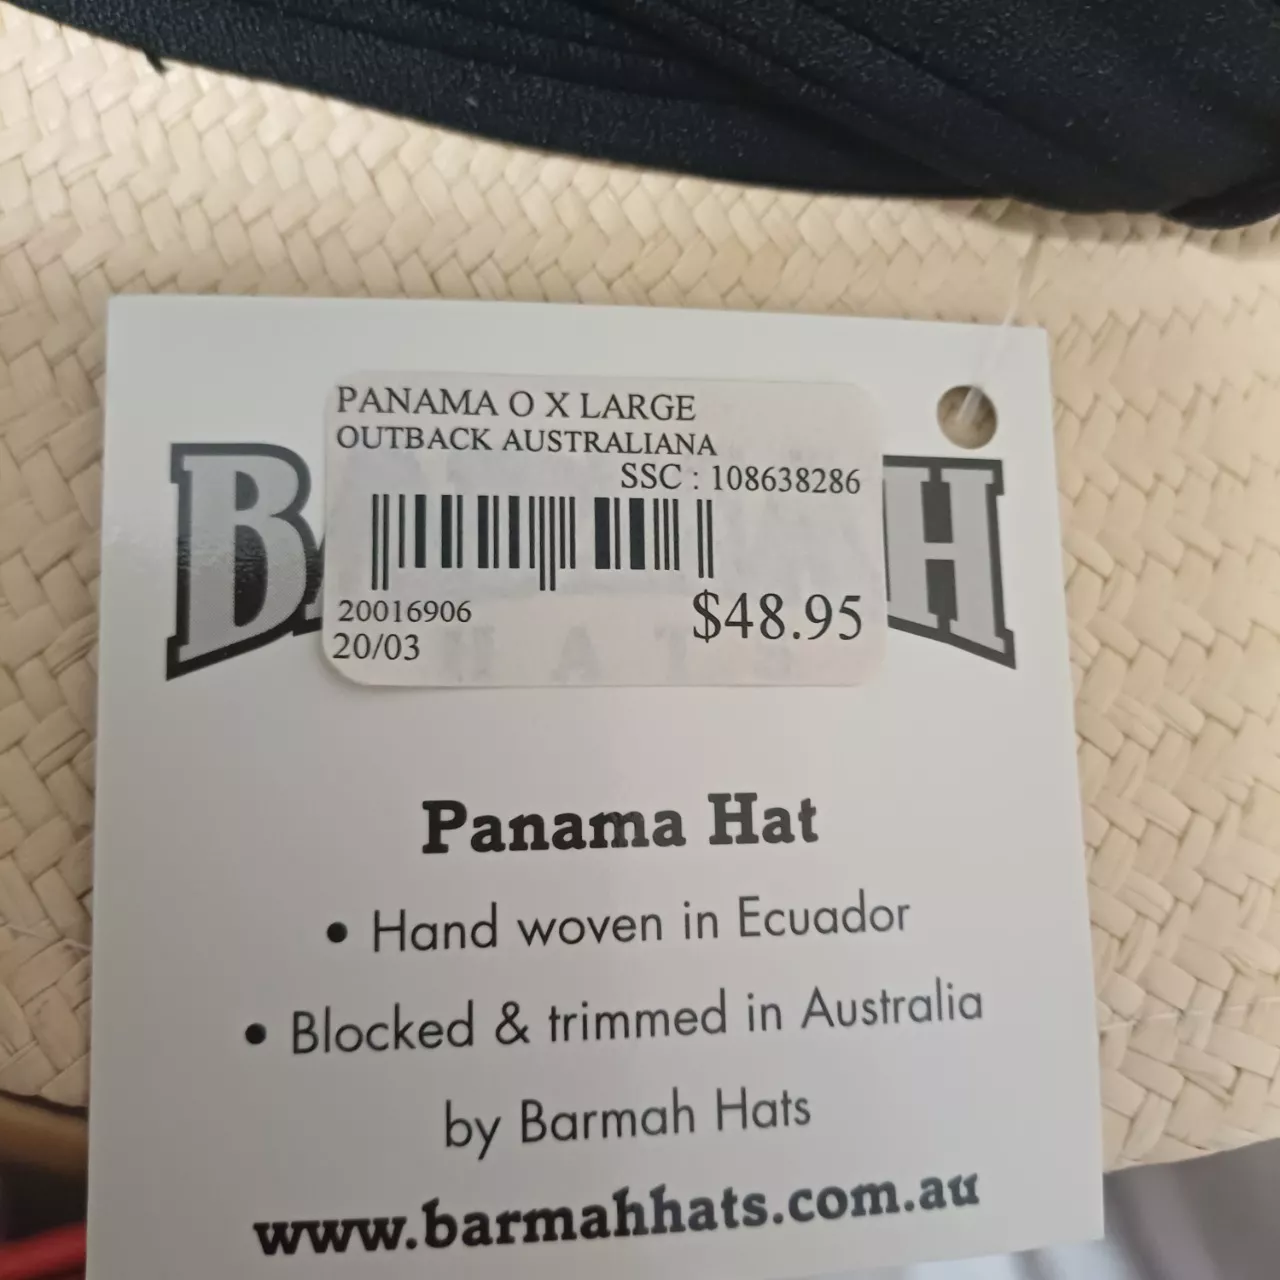 PANAMA O X LARGE
OUTBACK AUSTRALIANA
SSC : 108638286
20016906
$48.95
20/03
Panama Hat
• Hand woven in Ecuador
• Blocked & trimmed in Australia
by Barmah Hats
www.barmahhats.com.au